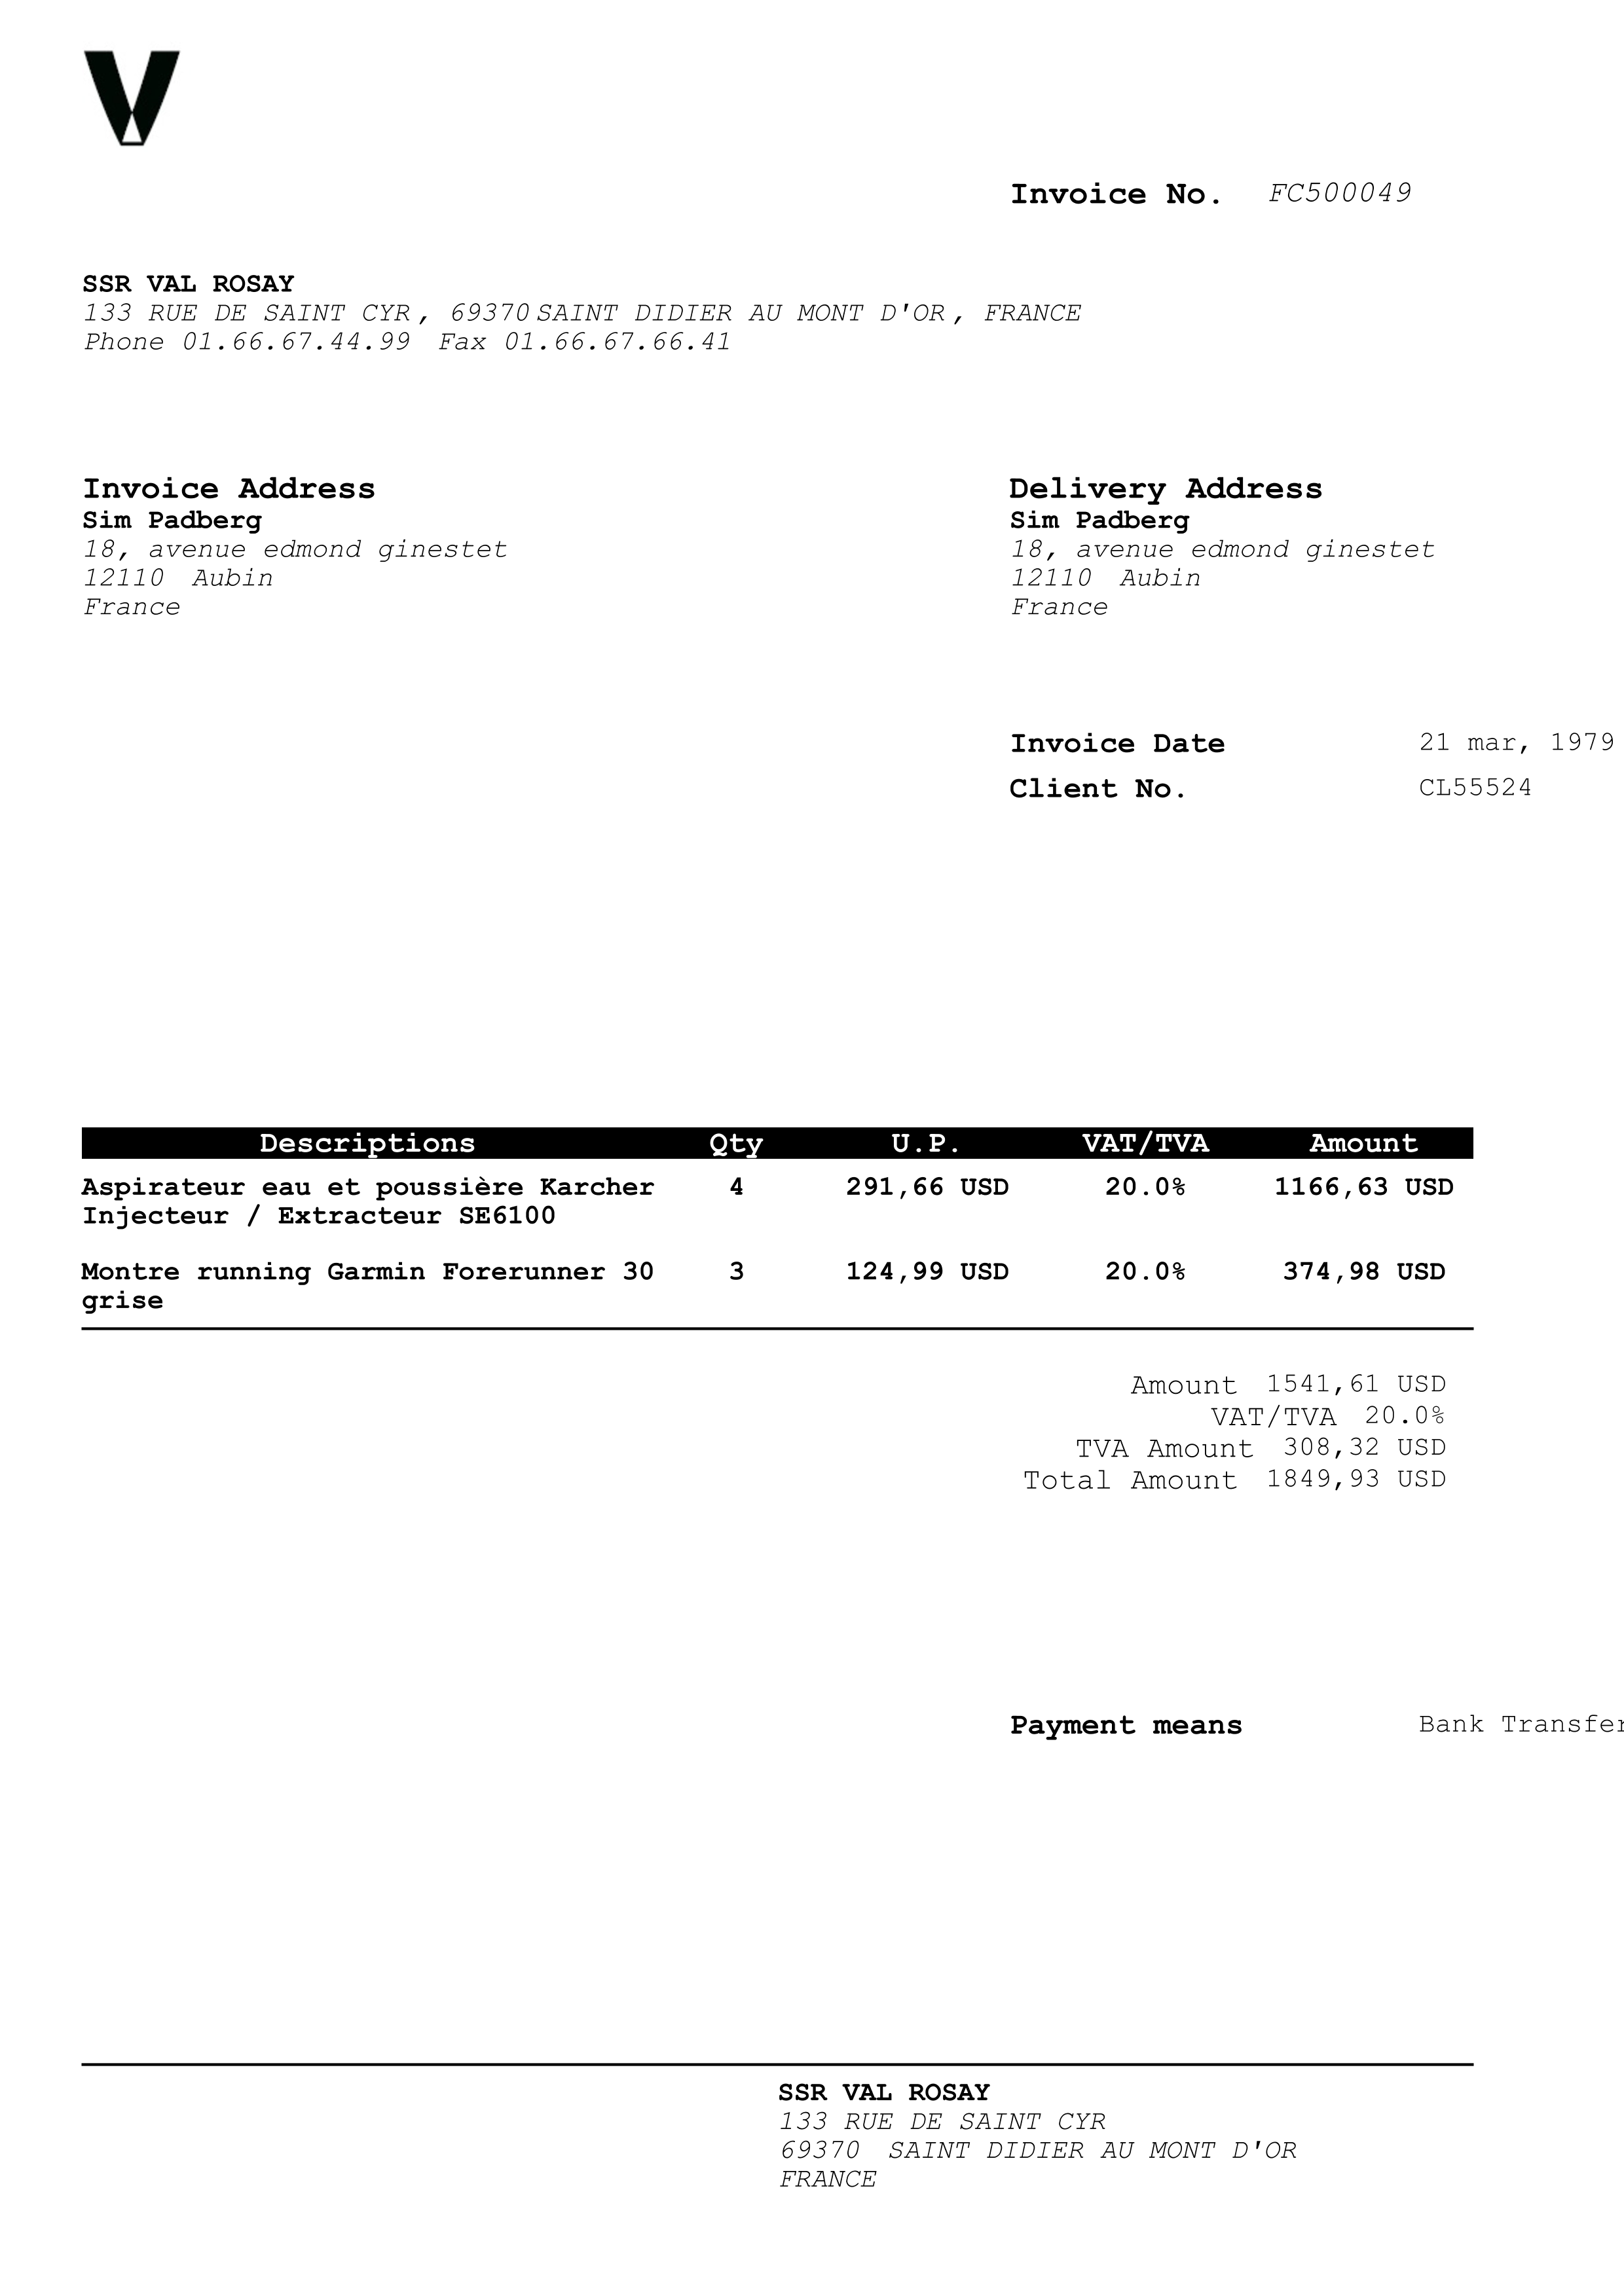 V
Invoice No. FC500049
SSR VAL ROSAY
133 RUE DE SAINT CYR, 69370 SAINT DIDIER AU MONT D'OR, FRANCE
Phone 01.66.67.44.99 Fax 01.66.67.66.41
Invoice Address
Sim Padberg
18, avenue edmond ginestet
12110 Aubin
France
Delivery Address
Sim Padberg
18, avenue edmond ginestet
12110 Aubin
France
Invoice Date 21 mar, 1979
Client No. CL55524
Descriptions Qty U.P. VAT/TVA Amount
Aspirateur eau et poussière Karcher 4 291,66 USD 20.0% 1166,63 USD
Injecteur / Extracteur SE6100
Montre running Garmin Forerunner 30 3 124,99 USD 20.0% 374,98 USD
grise
Amount 1541,61 USD
VAT/TVA 20.0%
TVA Amount 308,32 USD
Total Amount 1849,93 USD
Payment means Bank Transfer
SSR VAL ROSAY
133 RUE DE SAINT CYR
69370 SAINT DIDIER AU MONT D'OR
FRANCE